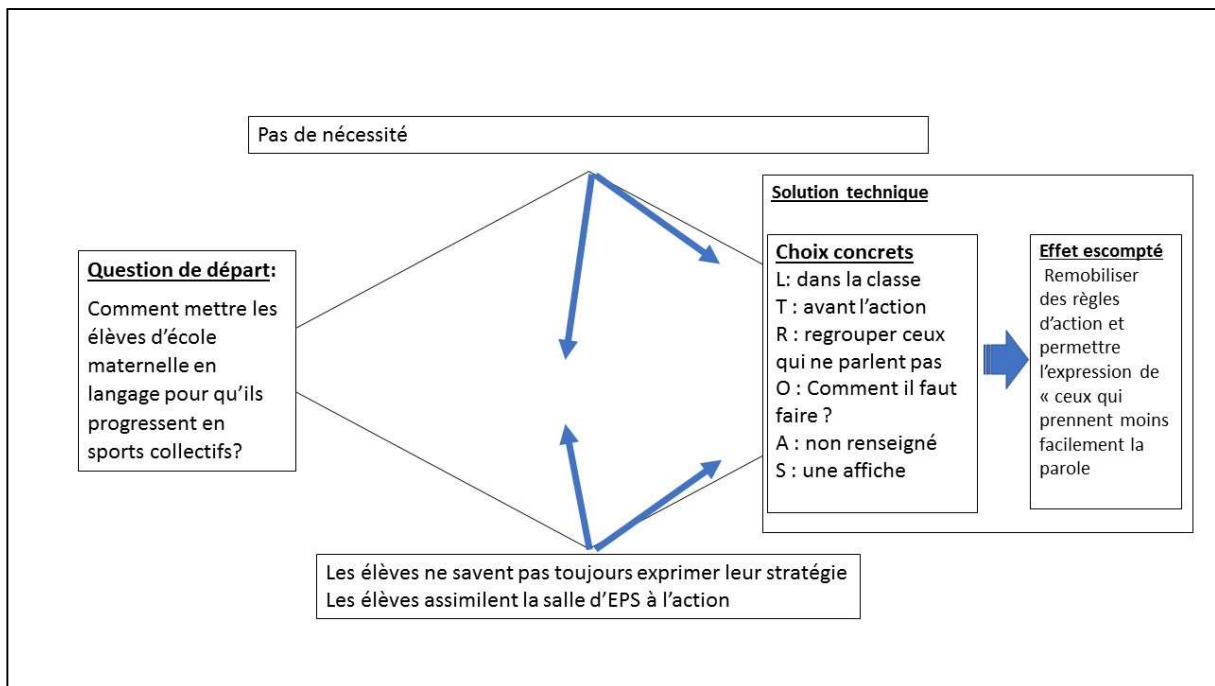 Pas de nécessité
Question de départ:
Comment mettre les
élèves d'école
maternelle en
langage pour qu'ils
progressent en
sports collectifs?
Solution technique
Choix concrets
L: dans la classe
T : avant l'action
R : regrouper ceux
qui ne parlent pas
O : Comment il faut
faire ?
A : non renseigné
S : une affiche
Effet escompté
Remobiliser
des règles
d'action et
permettre
l'expression de
« ceux qui
prennent moins
facilement la
parole
Les élèves ne savent pas toujours exprimer leur stratégie
Les élèves assimilent la salle d'EPS à l'action